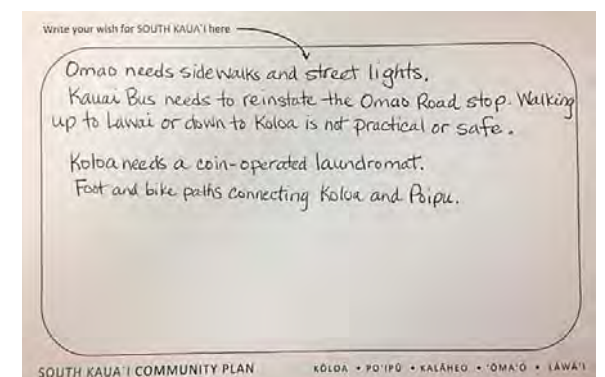 Write your wish for SOUTH KAUA'I here
Omao needs sidewalks and street lights.
Kauai Bus needs to reinstate the Omao Road stop. Walking
up to Lawai or down to Koloa is not practical or safe.
Koloa needs a coin-operated laundromat.
Foot and bike paths connecting Koloa and Poipu.
SOUTH KAUA'I COMMUNITY PLAN KŌLOA • PO'IPŪ • KALĀHEO • 'ŌMA'O • LĀWA'I